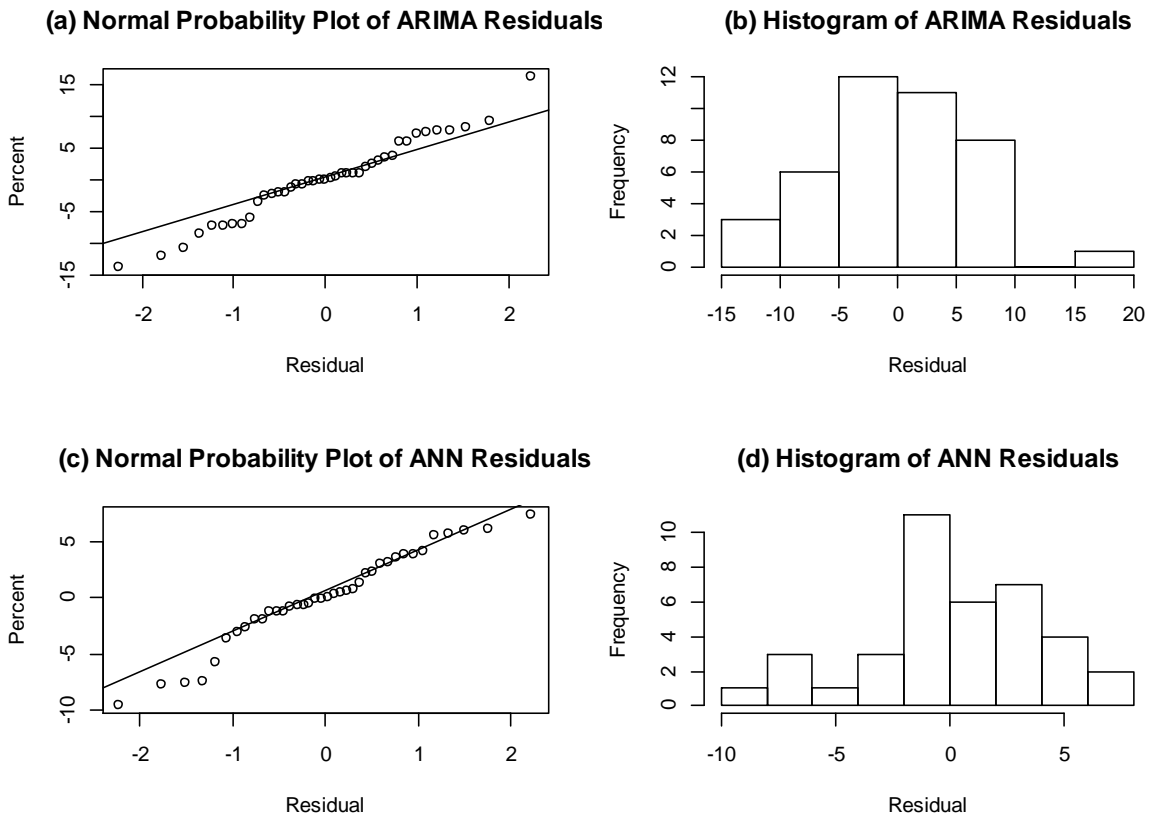 (a) Normal Probability Plot of ARIMA Residuals
Percent
15
5
-5
-15
-2 -1 0 1 2
Residual
(b) Histogram of ARIMA Residuals
Frequency
12
8
6
4
2
0
-15 -10 -5 0 5 10 15 20
Residual
(c) Normal Probability Plot of ANN Residuals
Percent
5
0
-5
-10
-2 -1 0 1 2
Residual
(d) Histogram of ANN Residuals
Frequency
10
8
6
4
2
0
-10 -5 0 5
Residual